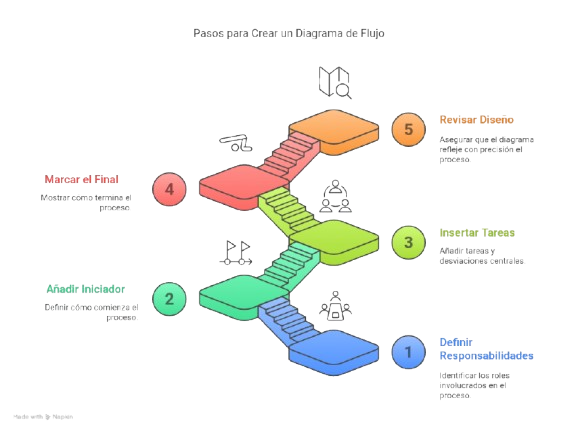 Pasos para Crear un Diagrama de Flujo
5
Revisar Diseño
Asegurar que el diagrama
refleje con precisión el
proceso.
Marcar el Final
4
Mostrar como termina el
proceso.
3
Insertar Tareas
Añadir tareas y
desviaciones centrales.
Añadir Iniciador
2
Definir cómo comienza el
proceso.
1
Definir
Responsabilidades
Identificar los roles
involucrados en el
proceso.
Made with Napkin